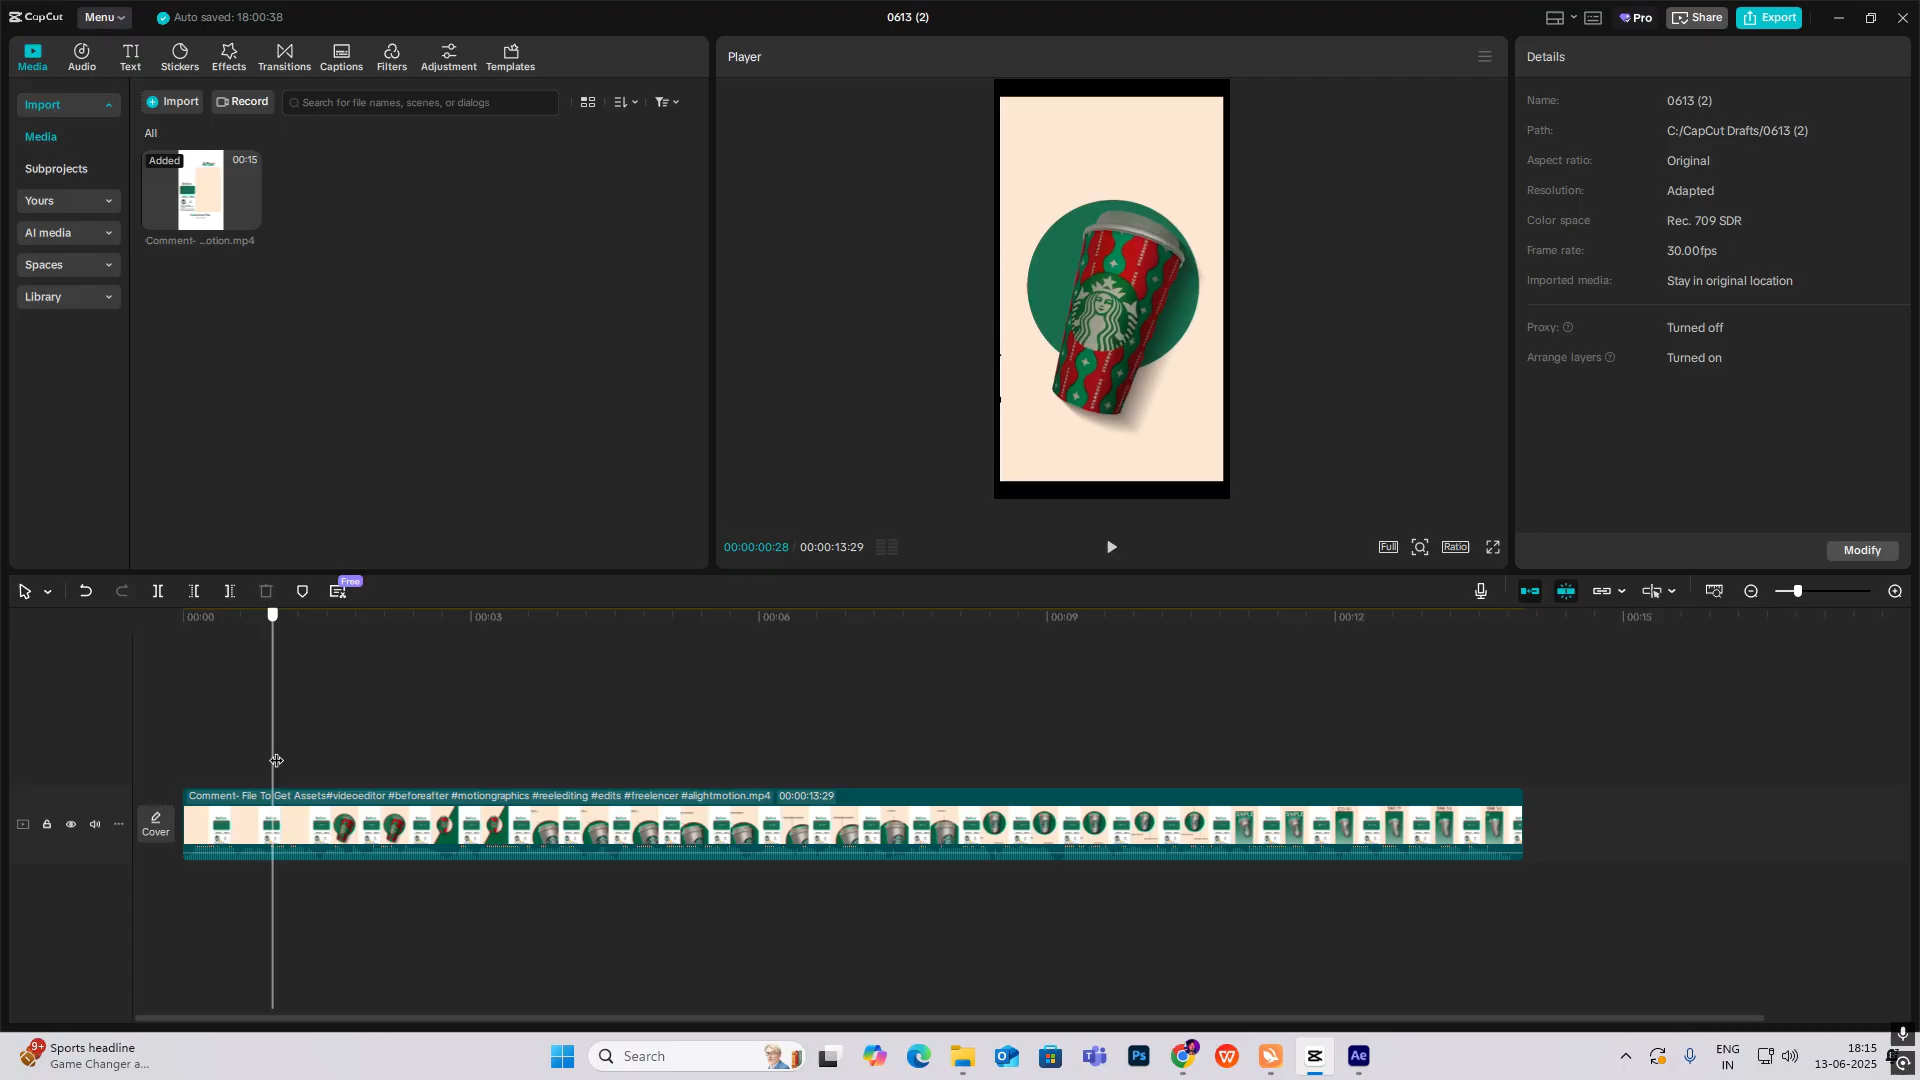 CapCut
Menu
Auto saved: 18:00:38
0613 (2)
Pro
Share
Export
Media
Audio
Text
Stickers
Effects
Transitions
Captions
Filters
Adjustment
Templates
Import
Media
Subprojects
Yours
AI media
Spaces
Library
Import
Record
Search for file names, scenes, or dialogs
All
Added
00:15
Comment- ...otion.mp4
Player
00:00:00:28 / 00:00:13:29
Full
Ratio
Details
Name: 0613 (2)
Path: C:/CapCut Drafts/0613 (2)
Aspect ratio: Original
Resolution: Adapted
Color space Rec. 709 SDR
Frame rate: 30.00fps
Imported media: Stay in original location
Proxy: Turned off
Arrange layers Turned on
Modify
Free
00:00
00:03
00:06
00:09
00:12
00:15
Comment- File To Get Assets#videoeditor #beforeafter #motiongraphics #reelediting #edits #freelencer #alightmotion.mp4 00:00:13:29
Cover
9+
Sports headline
Game Changer a...
Search
Ps
Ae
ENG
IN
18:15
13-06-2025